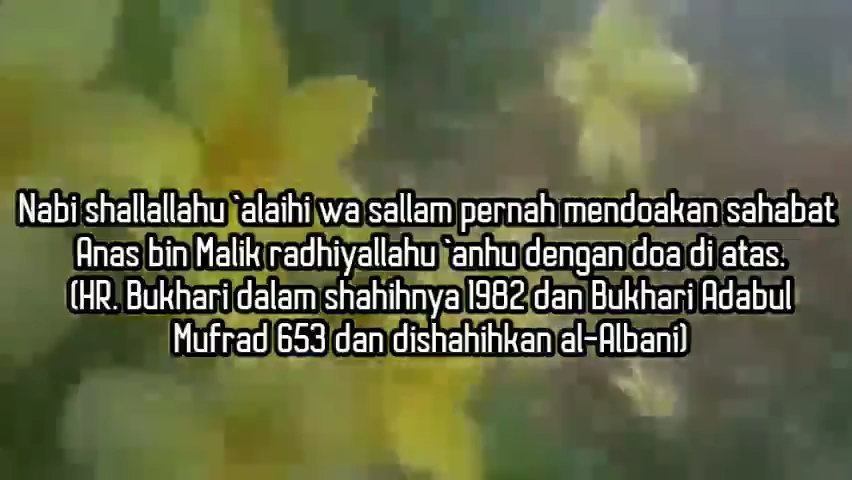 Nabi shallallahu `alaihi wa sallam pernah mendoakan sahabat
Anas bin Malik radhiyallahu `anhu dengan doa di atas.
(HR. Bukhari dalam shahihnya 1982 dan Bukhari Adabul
Mufrad 653 dan dishahihkan al-Albani)